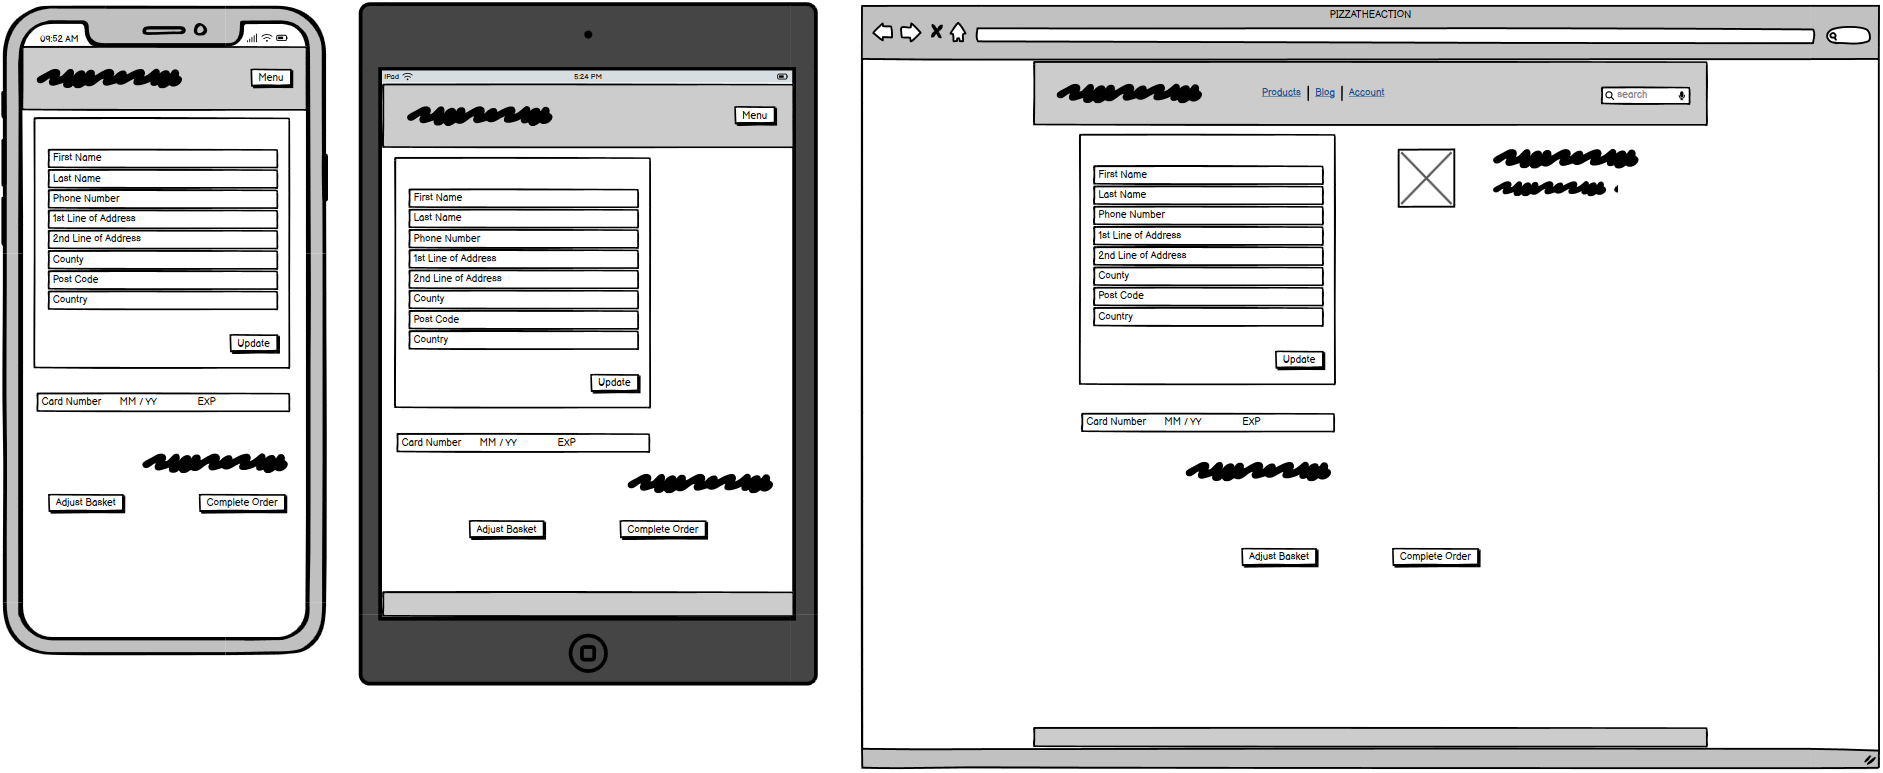 09:52 AM
Menu
First Name
Last Name
Phone Number
1st Line of Address
2nd Line of Address
County
Post Code
Country
Update
Card Number MM / YY EXP
Adjust Basket Complete Order
iPad 5:24 PM
Menu
First Name
Last Name
Phone Number
1st Line of Address
2nd Line of Address
County
Post Code
Country
Update
Card Number MM / YY EXP
Adjust Basket Complete Order
PIZZATHEACTION
Products | Blog | Account search
First Name
Last Name
Phone Number
1st Line of Address
2nd Line of Address
County
Post Code
Country
Update
Card Number MM / YY EXP
Adjust Basket Complete Order